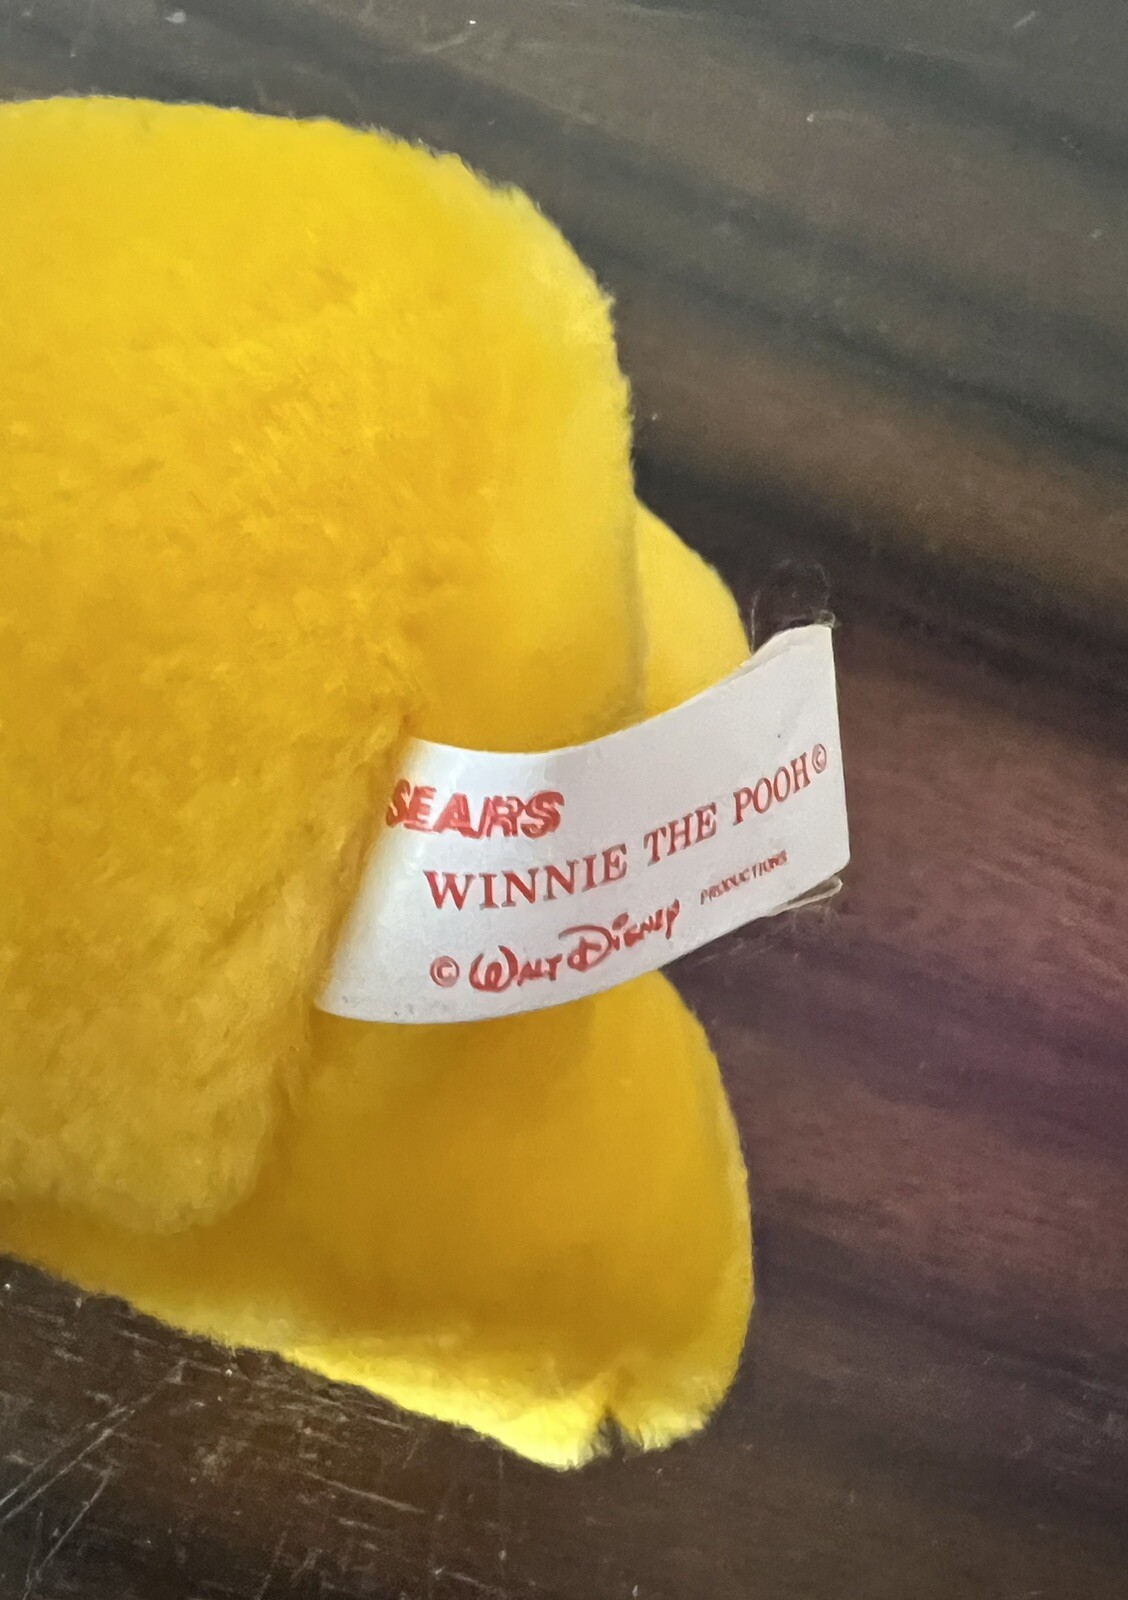 SEARS
WINNIE THE POOH©
© WALT DISNEY PRODUCTIONS